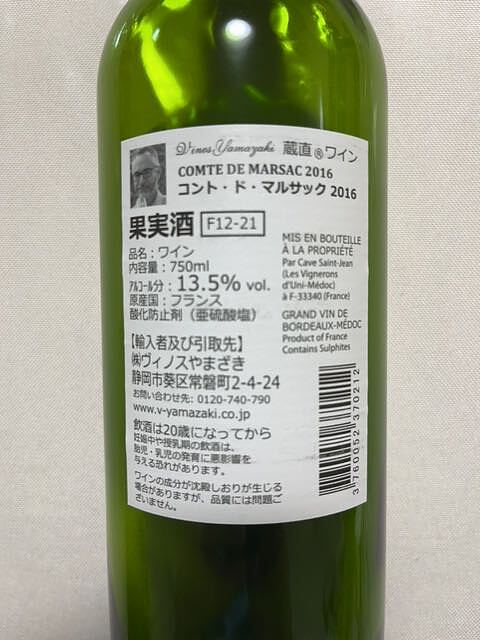 Vinos Yamazaki 蔵直®ワイン
COMTE DE MARSAC 2016
コント・ド・マルサック 2016
果実酒 F12-21
品名：ワイン
内容量：750ml
アルコール分：13.5% vol.
原産国：フランス
酸化防止剤（亜硫酸塩）
MIS EN BOUTEILLE
À LA PROPRIÉTÉ
Par Cave Saint-Jean
(Les Vignerons
d'Uni-Médoc)
à F-33340 (France)
GRAND VIN DE
BORDEAUX-MÉDOC
Product of France
Contains Sulphites
【輸入者及び引取先】
㈱ヴィノスやまざき
静岡市葵区常磐町2-4-24
お問い合わせ先：0120-740-790
www.v-yamazaki.co.jp
飲酒は20歳になってから
妊娠中や授乳期の飲酒は、
胎児・乳児の発育に悪影響を
与える恐れがあります。
ワインの成分が沈殿しおりが生じる
場合がありますが、品質には問題ご
ざいません。
3760052370212